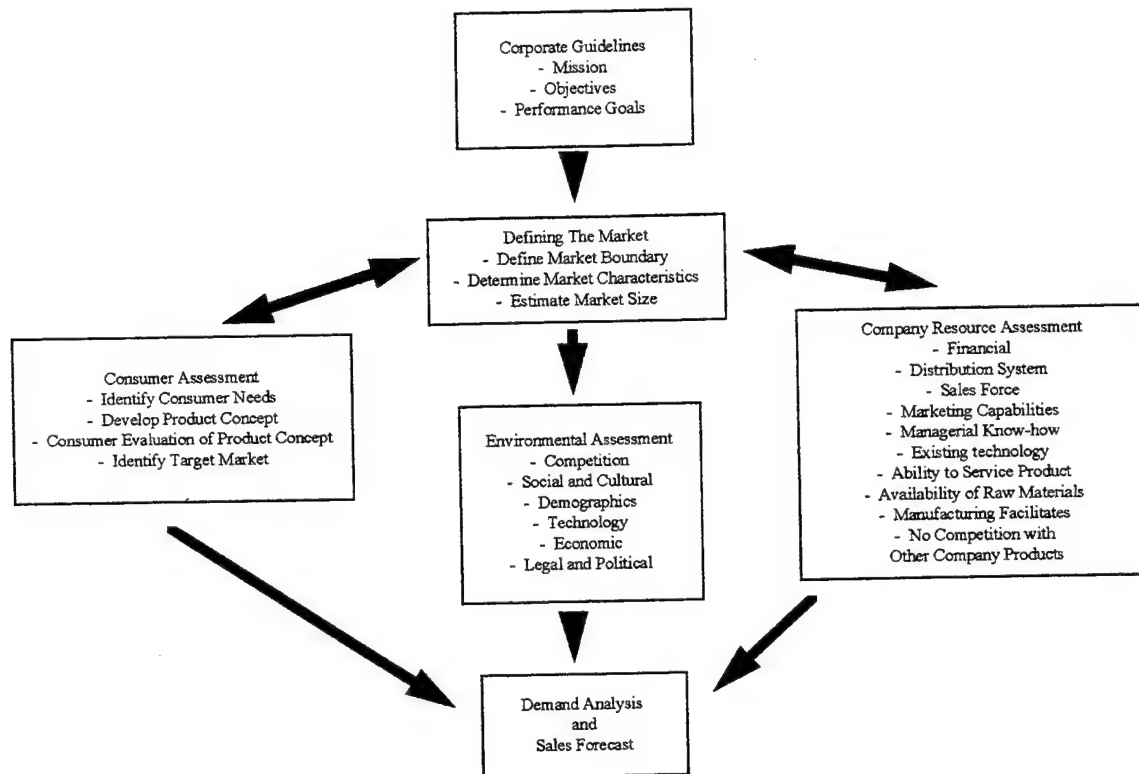 Corporate Guidelines
- Mission
- Objectives
- Performance Goals
Defining The Market
- Define Market Boundary
- Determine Market Characteristics
- Estimate Market Size
Consumer Assessment
- Identify Consumer Needs
- Develop Product Concept
- Consumer Evaluation of Product Concept
- Identify Target Market
Environmental Assessment
- Competition
- Social and Cultural
- Demographics
- Technology
- Economic
- Legal and Political
Company Resource Assessment
- Financial
- Distribution System
- Sales Force
- Marketing Capabilities
- Managerial Know-how
- Existing technology
- Ability to Service Product
- Availability of Raw Materials
- Manufacturing Facilitates
- No Competition with
Other Company Products
Demand Analysis
and
Sales Forecast